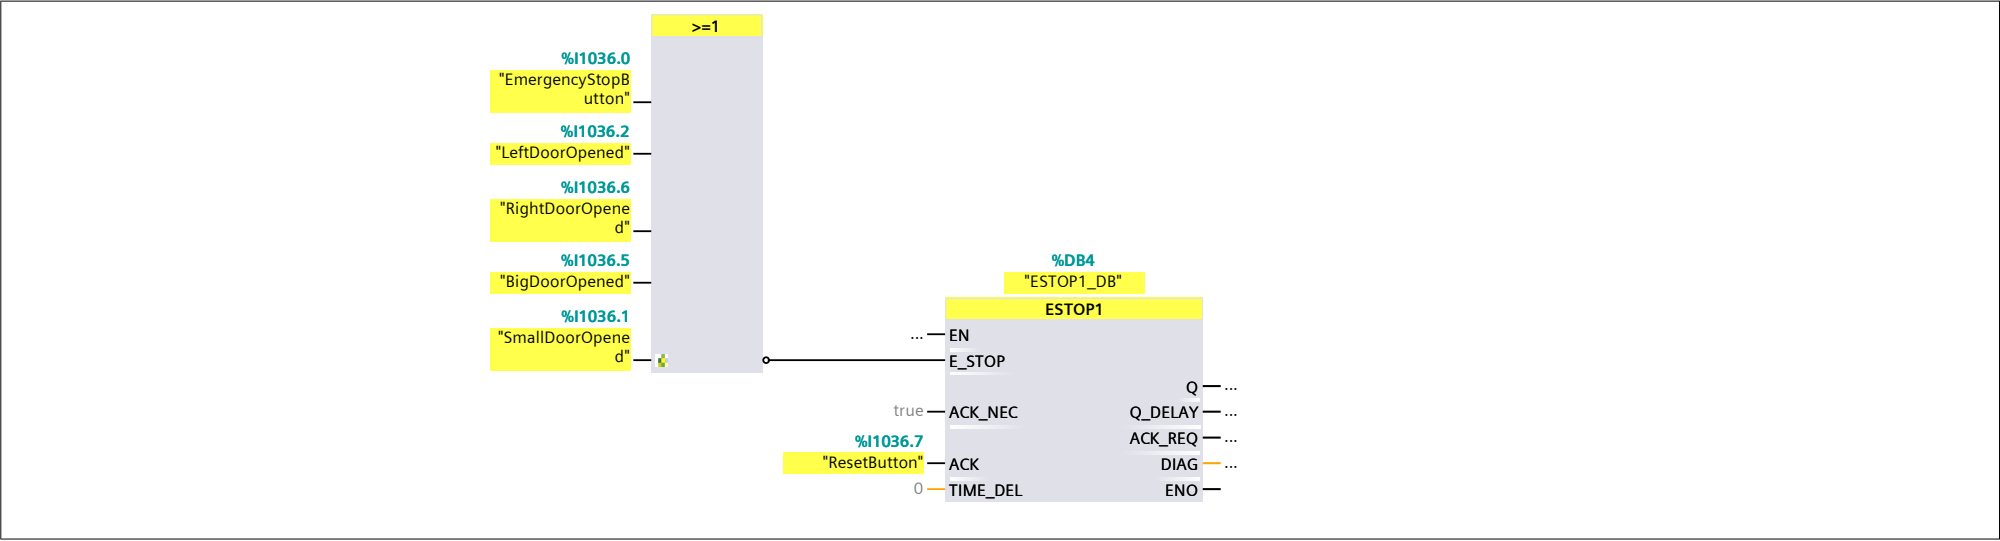 >=1
%I1036.0
"EmergencyStopB
utton"
%I1036.2
"LeftDoorOpened"
%I1036.6
"RightDoorOpene
d"
%I1036.5
"BigDoorOpened"
%I1036.1
"SmallDoorOpene
d"
%DB4
"ESTOP1_DB"
ESTOP1
... EN
E_STOP
Q ...
true ACK_NEC Q_DELAY ...
ACK_REQ ...
%I1036.7
"ResetButton" ACK DIAG ...
0 TIME_DEL ENO